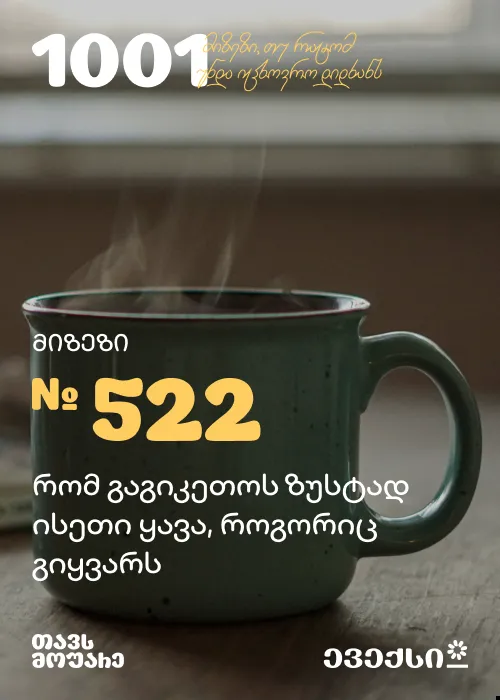 1001 მიზეზი, თუ რატომ
უნდა იცხოვრო დიდხანს
მიზეზი
№ 522
რომ გაგიკეთოს ზუსტად
ისეთი ყავა, როგორიც
გიყვარს
თავს
მოუარე
ევექსი